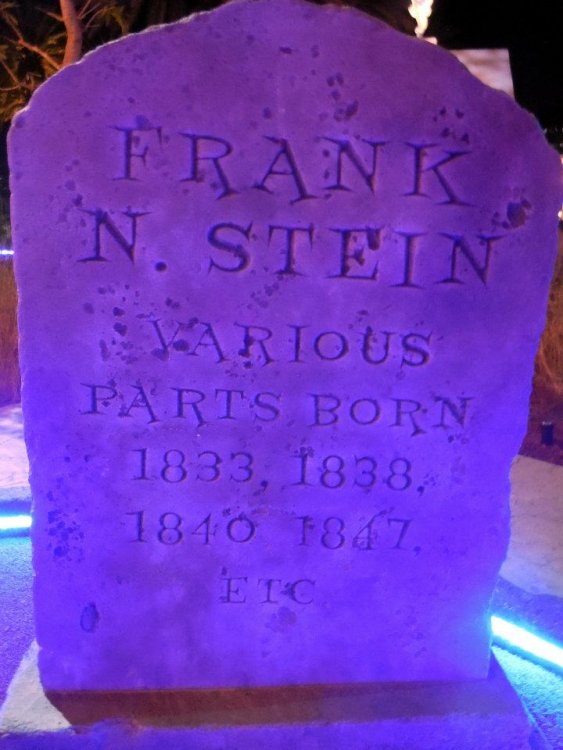 FRANK
N. STEIN
VARIOUS
PARTS BORN
1833, 1838,
1840 1847,
ETC